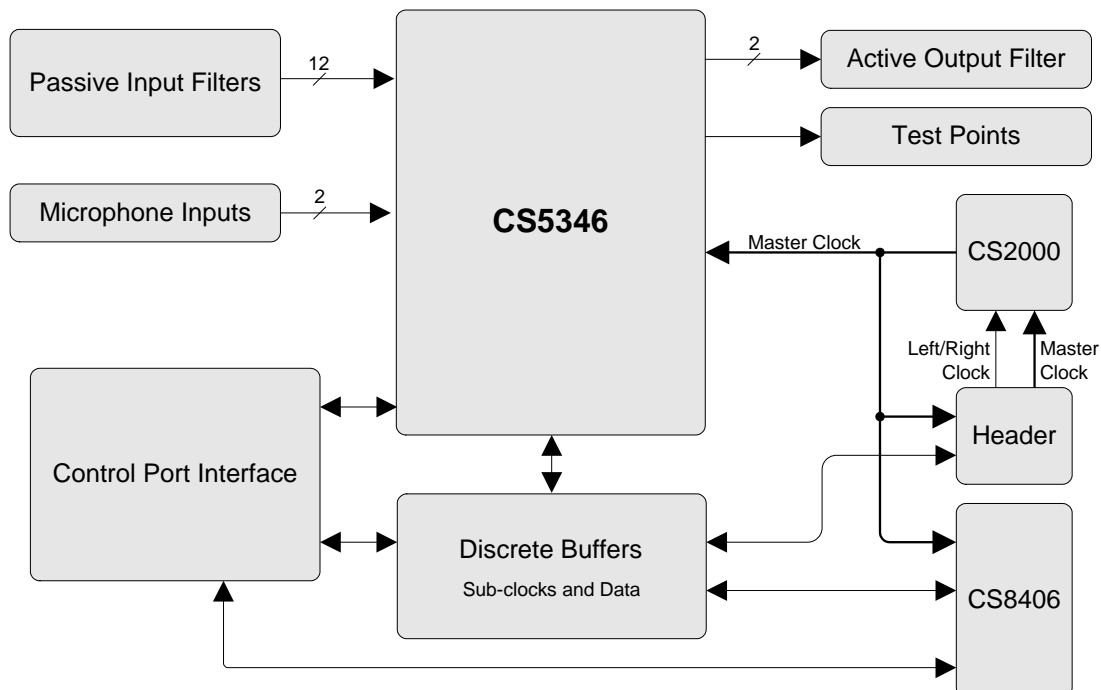 Passive Input Filters
12
Microphone Inputs
2
CS5346
2
Active Output Filter
Test Points
Master Clock
CS2000
Left/Right
Clock
Master
Clock
Header
Control Port Interface
Discrete Buffers
Sub-clocks and Data
CS8406